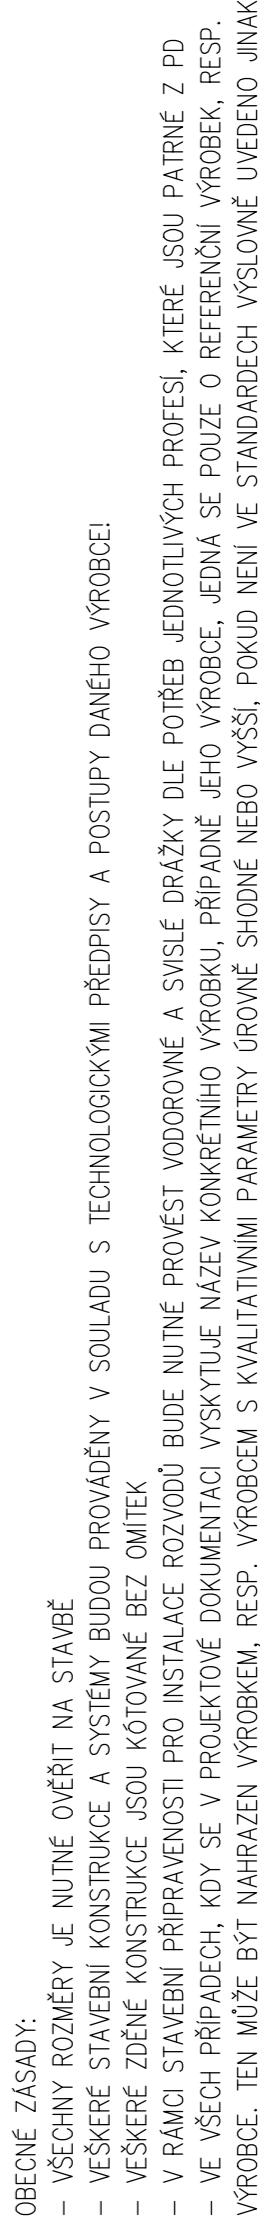 OBECNÉ ZÁSADY:
– VŠECHNY ROZMĚRY JE NUTNÉ OVĚŘIT NA STAVBĚ
– VEŠKERÉ STAVEBNÍ KONSTRUKCE A SYSTÉMY BUDOU PROVÁDĚNY V SOULADU S TECHNOLOGICKÝMI PŘEDPISY A POSTUPY DANÉHO VÝROBCE!
– VEŠKERÉ ZDĚNÉ KONSTRUKCE JSOU KÓTOVANÉ BEZ OMÍTEK
– V RÁMCI STAVEBNÍ PŘIPRAVENOSTI PRO INSTALACE ROZVODŮ BUDE NUTNÉ PROVÉST VODOROVNÉ A SVISLÉ DRÁŽKY DLE POTŘEB JEDNOTLIVÝCH PROFESÍ, KTERÉ JSOU PATRNÉ Z PD
– VE VŠECH PŘÍPADECH, KDY SE V PROJEKTOVÉ DOKUMENTACI VYSKYTUJE NÁZEV KONKRÉTNÍHO VÝROBKU, PŘÍPADNĚ JEHO VÝROBCE, JEDNÁ SE POUZE O REFERENČNÍ VÝROBEK, RESP.
VÝROBCE. TEN MŮŽE BÝT NAHRAZEN VÝROBKEM, RESP. VÝROBCEM S KVALITATIVNÍMI PARAMETRY ÚROVNĚ SHODNÉ NEBO VYŠŠÍ, POKUD NENÍ VE STANDARDECH VÝSLOVNĚ UVEDENO JINAK